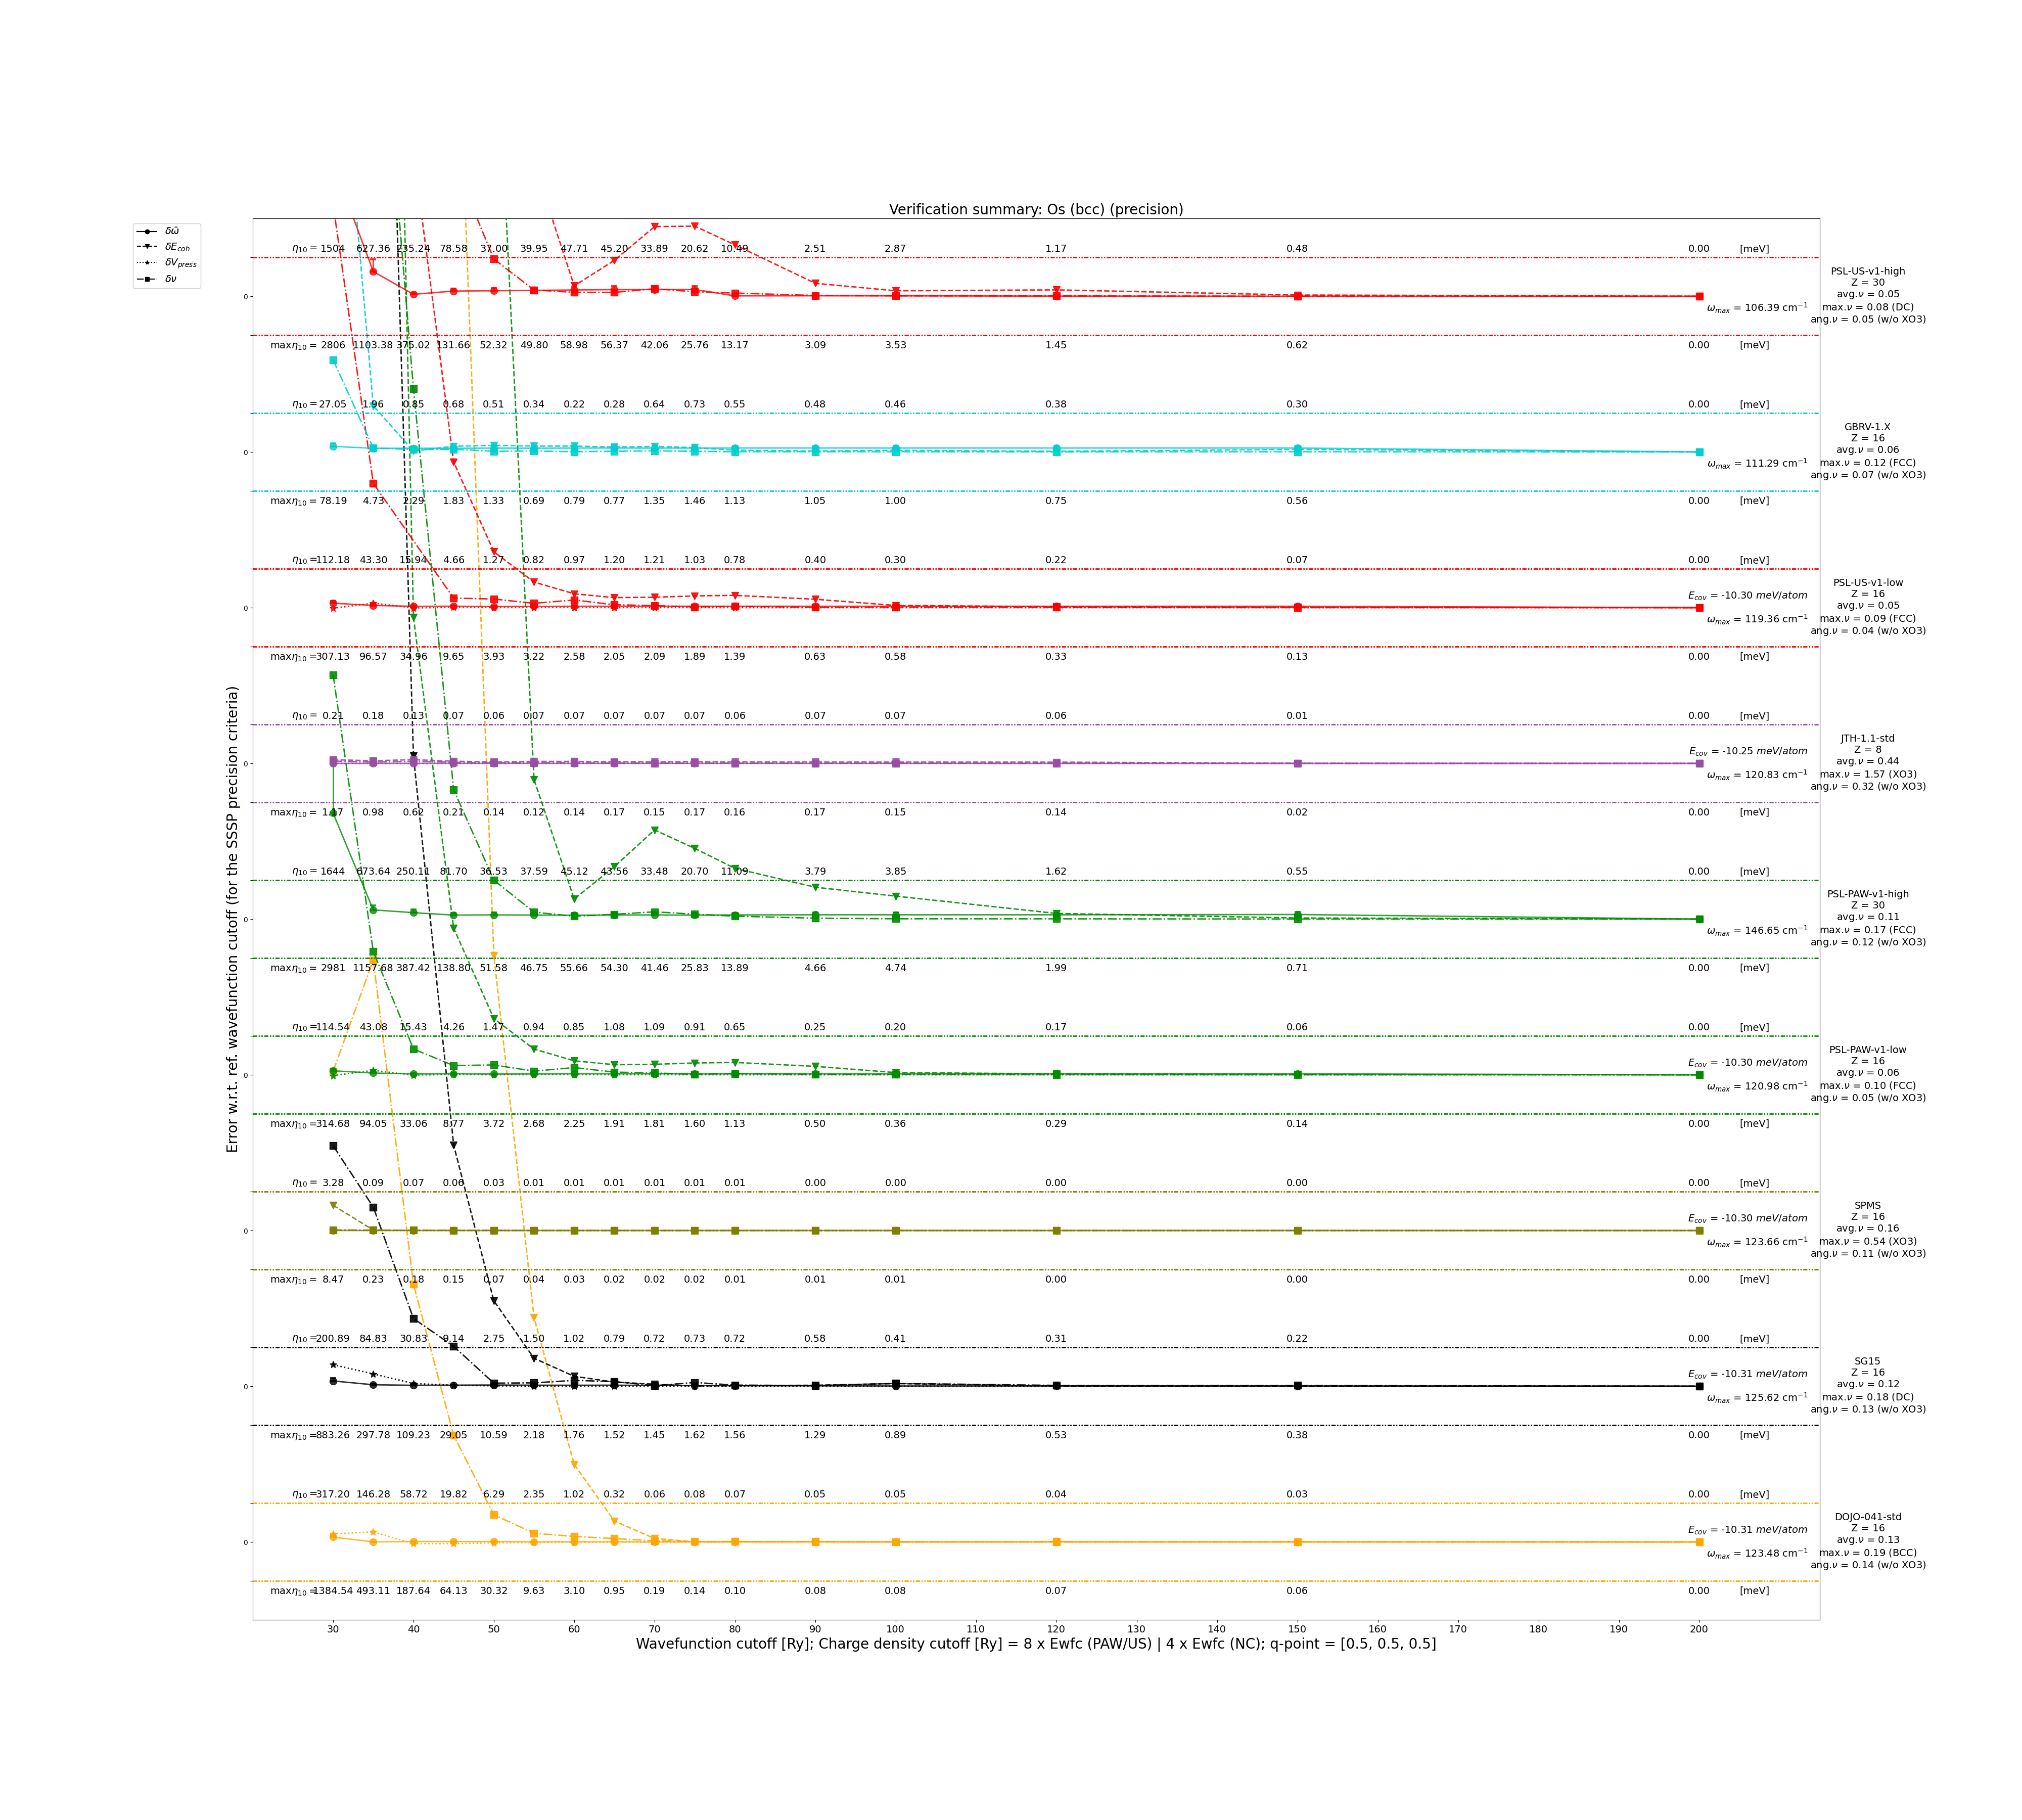 Verification summary: Os (bcc) (precision)
δω̄
δE_coh
δV_press
δν
Error w.r.t. ref. wavefunction cutoff (for the SSSP precision criteria)
η₁₀ = 1504 627.36 235.24 78.58 37.00 39.95 47.71 45.20 33.89 20.62 10.49 2.51 2.87 1.17 0.48 0.00 [meV]
0
ω_max = 106.39 cm⁻¹
maxη₁₀ = 2806 1103.38 375.02 131.66 52.32 49.80 58.98 56.37 42.06 25.76 13.17 3.09 3.53 1.45 0.62 0.00 [meV]
PSL-US-v1-high
Z = 30
avg.ν = 0.05
max.ν = 0.08 (DC)
ang.ν = 0.05 (w/o XO3)
η₁₀ = 27.05 1.96 0.85 0.68 0.51 0.34 0.22 0.28 0.64 0.73 0.55 0.48 0.46 0.38 0.30 0.00 [meV]
0
ω_max = 111.29 cm⁻¹
maxη₁₀ = 78.19 4.73 2.29 1.83 1.33 0.69 0.79 0.77 1.35 1.46 1.13 1.05 1.00 0.75 0.56 0.00 [meV]
GBRV-1.X
Z = 16
avg.ν = 0.06
max.ν = 0.12 (FCC)
ang.ν = 0.07 (w/o XO3)
η₁₀ = 112.18 43.30 15.94 4.66 1.27 0.82 0.97 1.20 1.21 1.03 0.78 0.40 0.30 0.22 0.07 0.00 [meV]
0
E_cov = -10.30 meV/atom
ω_max = 119.36 cm⁻¹
maxη₁₀ = 307.13 96.57 34.96 9.65 3.93 3.22 2.58 2.05 2.09 1.89 1.39 0.63 0.58 0.33 0.13 0.00 [meV]
PSL-US-v1-low
Z = 16
avg.ν = 0.05
max.ν = 0.09 (FCC)
ang.ν = 0.04 (w/o XO3)
η₁₀ = 0.21 0.18 0.13 0.07 0.06 0.07 0.07 0.07 0.07 0.07 0.06 0.07 0.07 0.06 0.01 0.00 [meV]
0
E_cov = -10.25 meV/atom
ω_max = 120.83 cm⁻¹
maxη₁₀ = 0.98 0.62 0.21 0.14 0.12 0.14 0.17 0.15 0.17 0.16 0.17 0.15 0.14 0.02 0.00 [meV]
JTH-1.1-std
Z = 8
avg.ν = 0.44
max.ν = 1.57 (XO3)
ang.ν = 0.32 (w/o XO3)
η₁₀ = 1644 673.64 250.11 81.70 36.53 37.59 45.12 43.56 33.48 20.70 11.09 3.79 3.85 1.62 0.55 0.00 [meV]
0
ω_max = 146.65 cm⁻¹
maxη₁₀ = 2981 1157.68 387.42 138.80 51.58 46.75 55.66 54.30 41.46 25.83 13.89 4.66 4.74 1.99 0.71 0.00 [meV]
PSL-PAW-v1-high
Z = 30
avg.ν = 0.11
max.ν = 0.17 (FCC)
ang.ν = 0.12 (w/o XO3)
η₁₀ = 114.54 43.08 15.43 4.26 1.47 0.94 0.85 1.08 1.09 0.91 0.65 0.25 0.20 0.17 0.06 0.00 [meV]
0
E_cov = -10.30 meV/atom
ω_max = 120.98 cm⁻¹
maxη₁₀ = 314.68 94.05 33.06 8.77 3.72 2.68 2.25 1.91 1.81 1.60 1.13 0.50 0.36 0.29 0.14 0.00 [meV]
PSL-PAW-v1-low
Z = 16
avg.ν = 0.06
max.ν = 0.10 (FCC)
ang.ν = 0.05 (w/o XO3)
η₁₀ = 3.28 0.09 0.07 0.06 0.03 0.01 0.01 0.01 0.01 0.01 0.01 0.00 0.00 0.00 0.00 0.00 [meV]
0
E_cov = -10.30 meV/atom
ω_max = 123.66 cm⁻¹
maxη₁₀ = 8.47 0.23 0.18 0.15 0.07 0.04 0.03 0.02 0.02 0.02 0.01 0.01 0.01 0.00 0.00 0.00 [meV]
SPMS
Z = 16
avg.ν = 0.16
max.ν = 0.54 (XO3)
ang.ν = 0.11 (w/o XO3)
η₁₀ = 200.89 84.83 30.83 9.14 2.75 1.50 1.02 0.79 0.72 0.73 0.72 0.58 0.41 0.31 0.22 0.00 [meV]
0
E_cov = -10.31 meV/atom
ω_max = 125.62 cm⁻¹
maxη₁₀ = 883.26 297.78 109.23 29.05 10.59 2.18 1.76 1.52 1.45 1.62 1.56 1.29 0.89 0.53 0.38 0.00 [meV]
SG15
Z = 16
avg.ν = 0.12
max.ν = 0.18 (DC)
ang.ν = 0.13 (w/o XO3)
η₁₀ = 317.20 146.28 58.72 19.82 6.29 2.35 1.02 0.32 0.06 0.08 0.07 0.05 0.05 0.04 0.03 0.00 [meV]
0
E_cov = -10.31 meV/atom
ω_max = 123.48 cm⁻¹
maxη₁₀ = 1384.54 493.11 187.64 64.13 30.32 9.63 3.10 0.95 0.19 0.14 0.10 0.08 0.08 0.07 0.06 0.00 [meV]
DOJO-041-std
Z = 16
avg.ν = 0.13
max.ν = 0.19 (BCC)
ang.ν = 0.14 (w/o XO3)
30 40 50 60 70 80 90 100 110 120 130 140 150 160 170 180 190 200
Wavefunction cutoff [Ry]; Charge density cutoff [Ry] = 8 x Ewfc (PAW/US) | 4 x Ewfc (NC); q-point = [0.5, 0.5, 0.5]